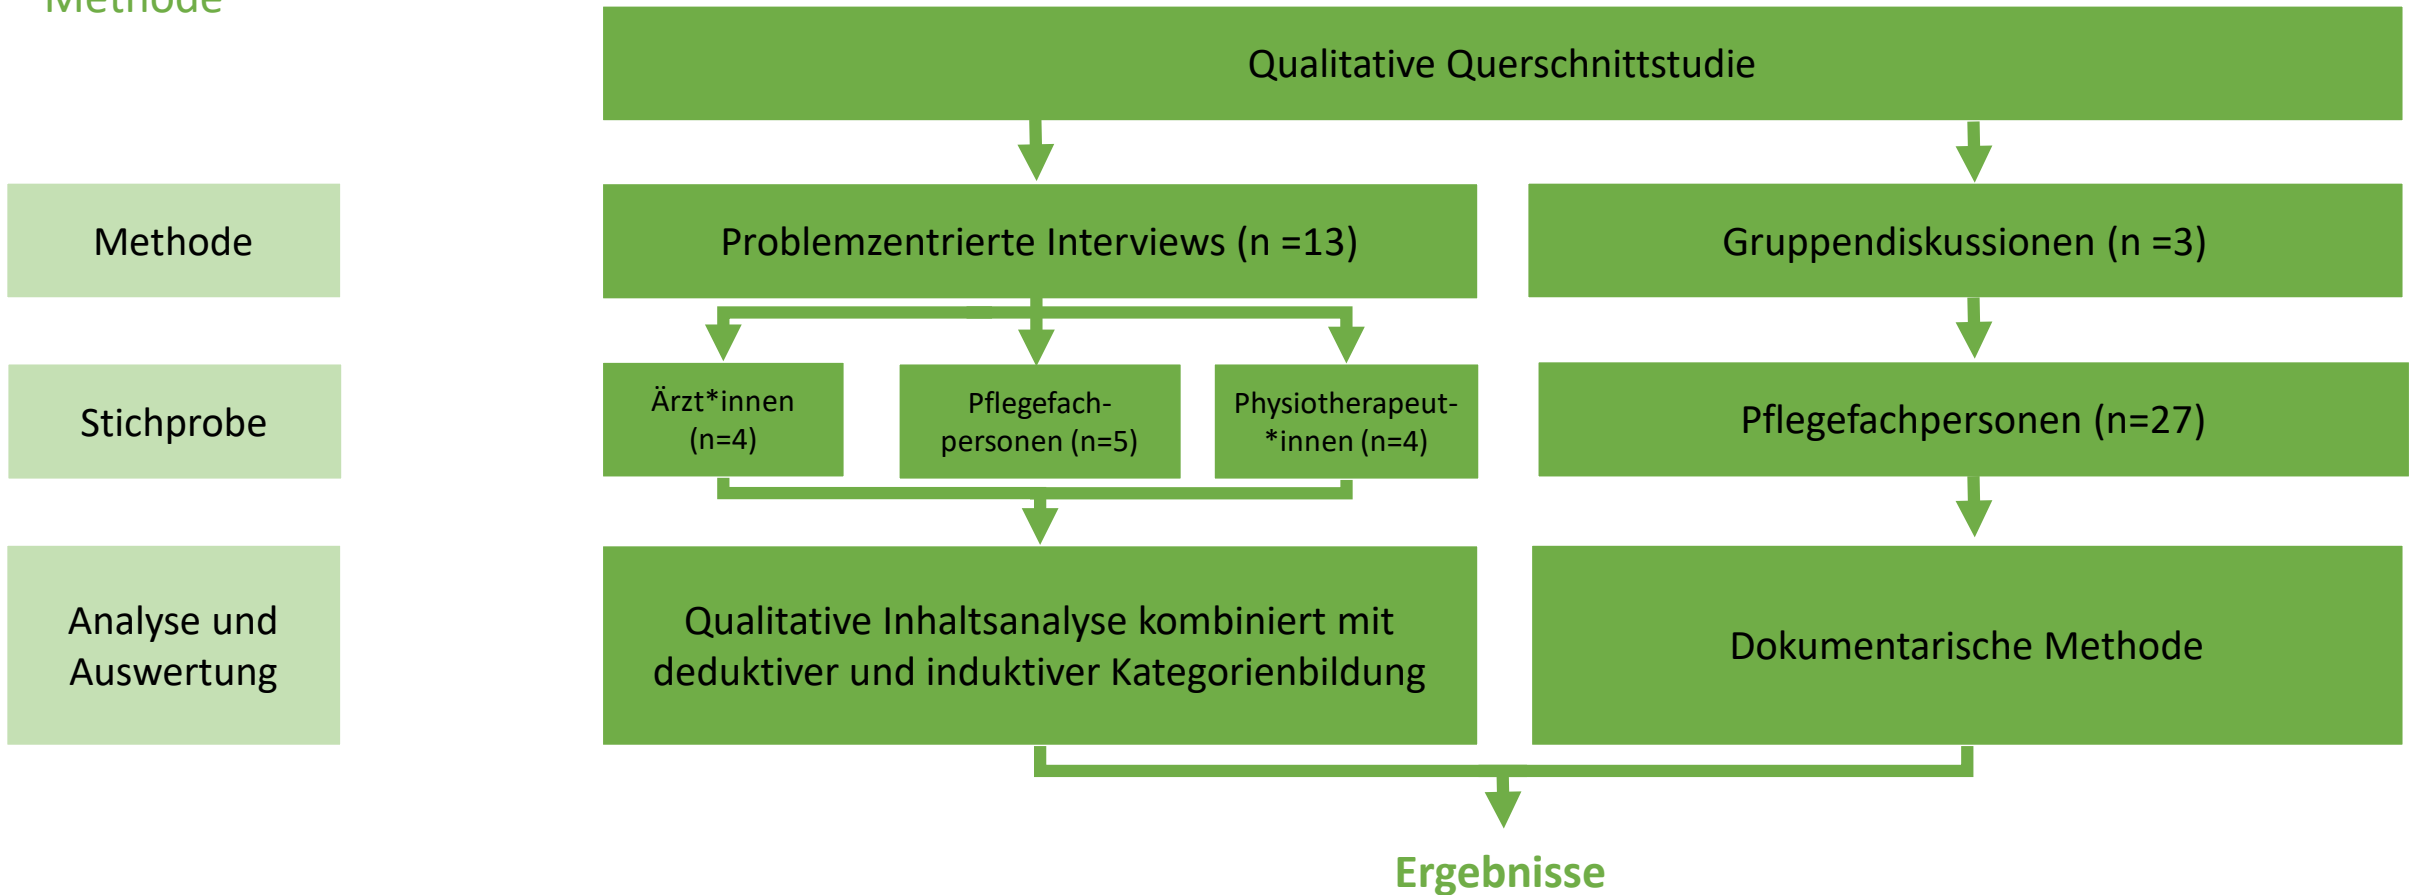 Methode
Qualitative Querschnittstudie
Methode
Problemzentrierte Interviews (n =13)
Gruppendiskussionen (n =3)
Stichprobe
Ärzt*innen
(n=4)
Pflegefach-
personen (n=5)
Physiotherapeut-
*innen (n=4)
Pflegefachpersonen (n=27)
Analyse und
Auswertung
Qualitative Inhaltsanalyse kombiniert mit
deduktiver und induktiver Kategorienbildung
Dokumentarische Methode
Ergebnisse